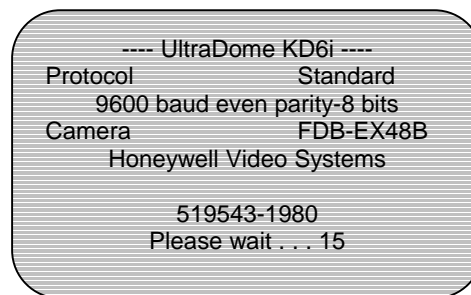 ---- UltraDome KD6i ----
Protocol Standard
9600 baud even parity-8 bits
Camera FDB-EX48B
Honeywell Video Systems
519543-1980
Please wait . . . 15